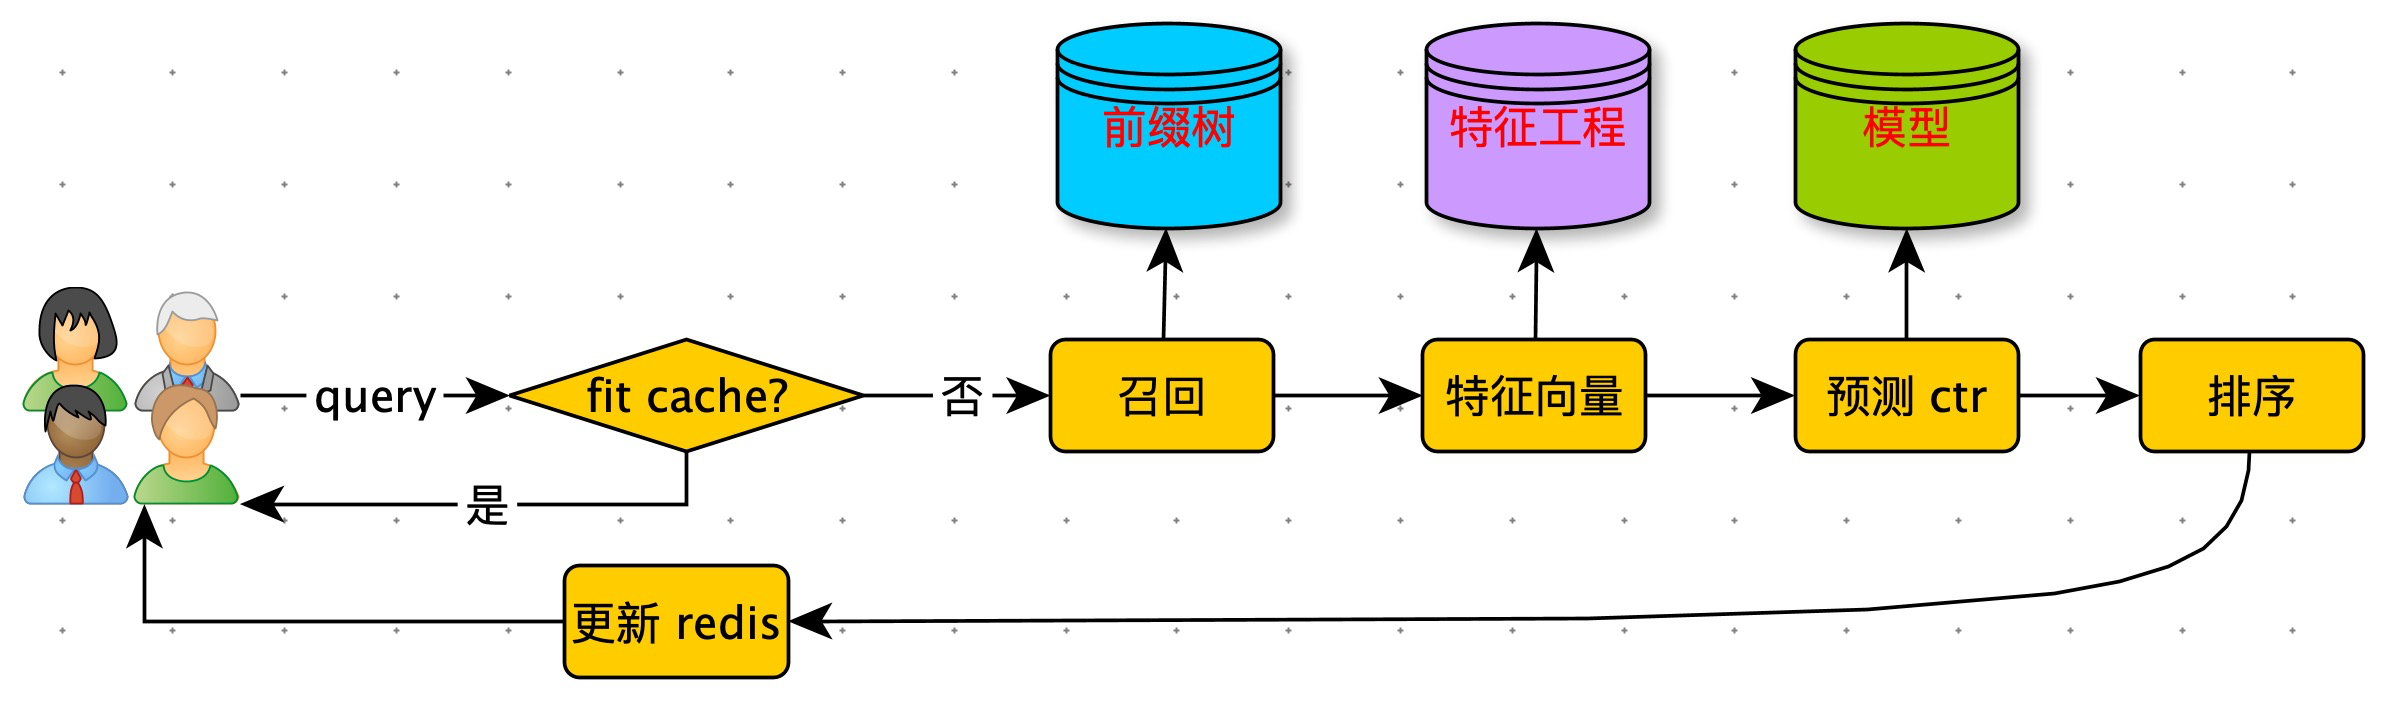 前缀树
特征工程
模型
query
fit cache?
否
召回
特征向量
预测 ctr
排序
是
更新 redis